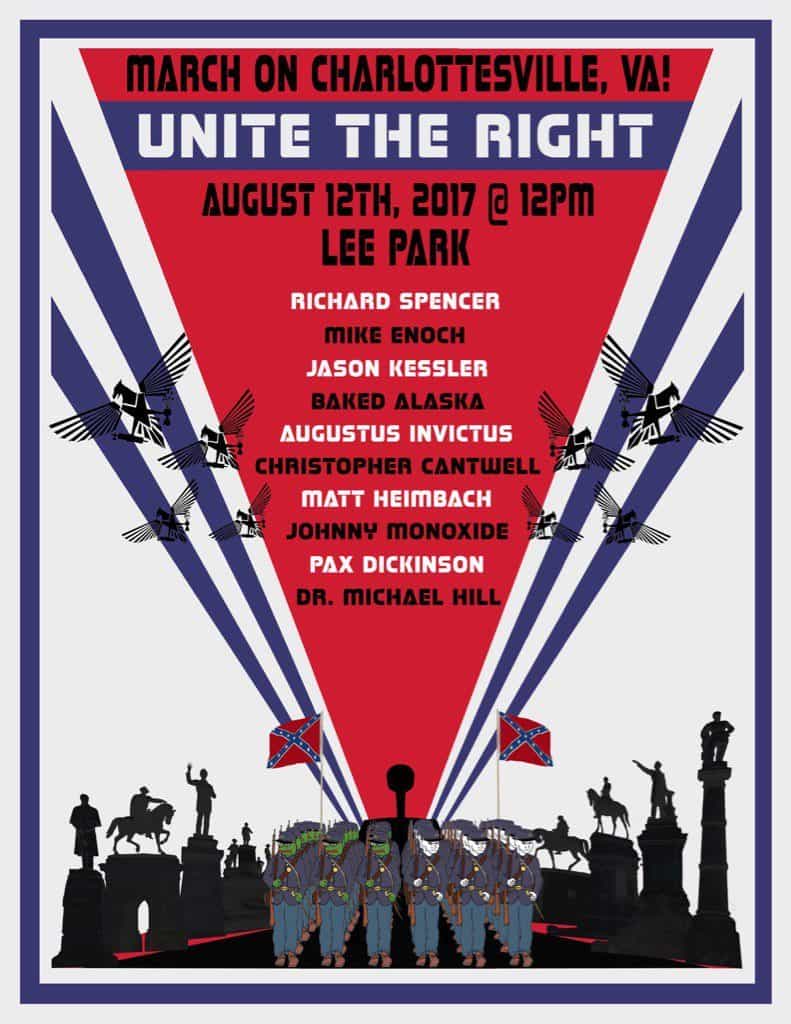 MARCH ON CHARLOTTESVILLE, VA!
UNITE THE RIGHT
AUGUST 12TH, 2017 @ 12PM
LEE PARK
RICHARD SPENCER
MIKE ENOCH
JASON KESSLER
BAKED ALASKA
AUGUSTUS INVICTUS
CHRISTOPHER CANTWELL
MATT HEIMBACH
JOHNNY MONOXIDE
PAX DICKINSON
DR. MICHAEL HILL